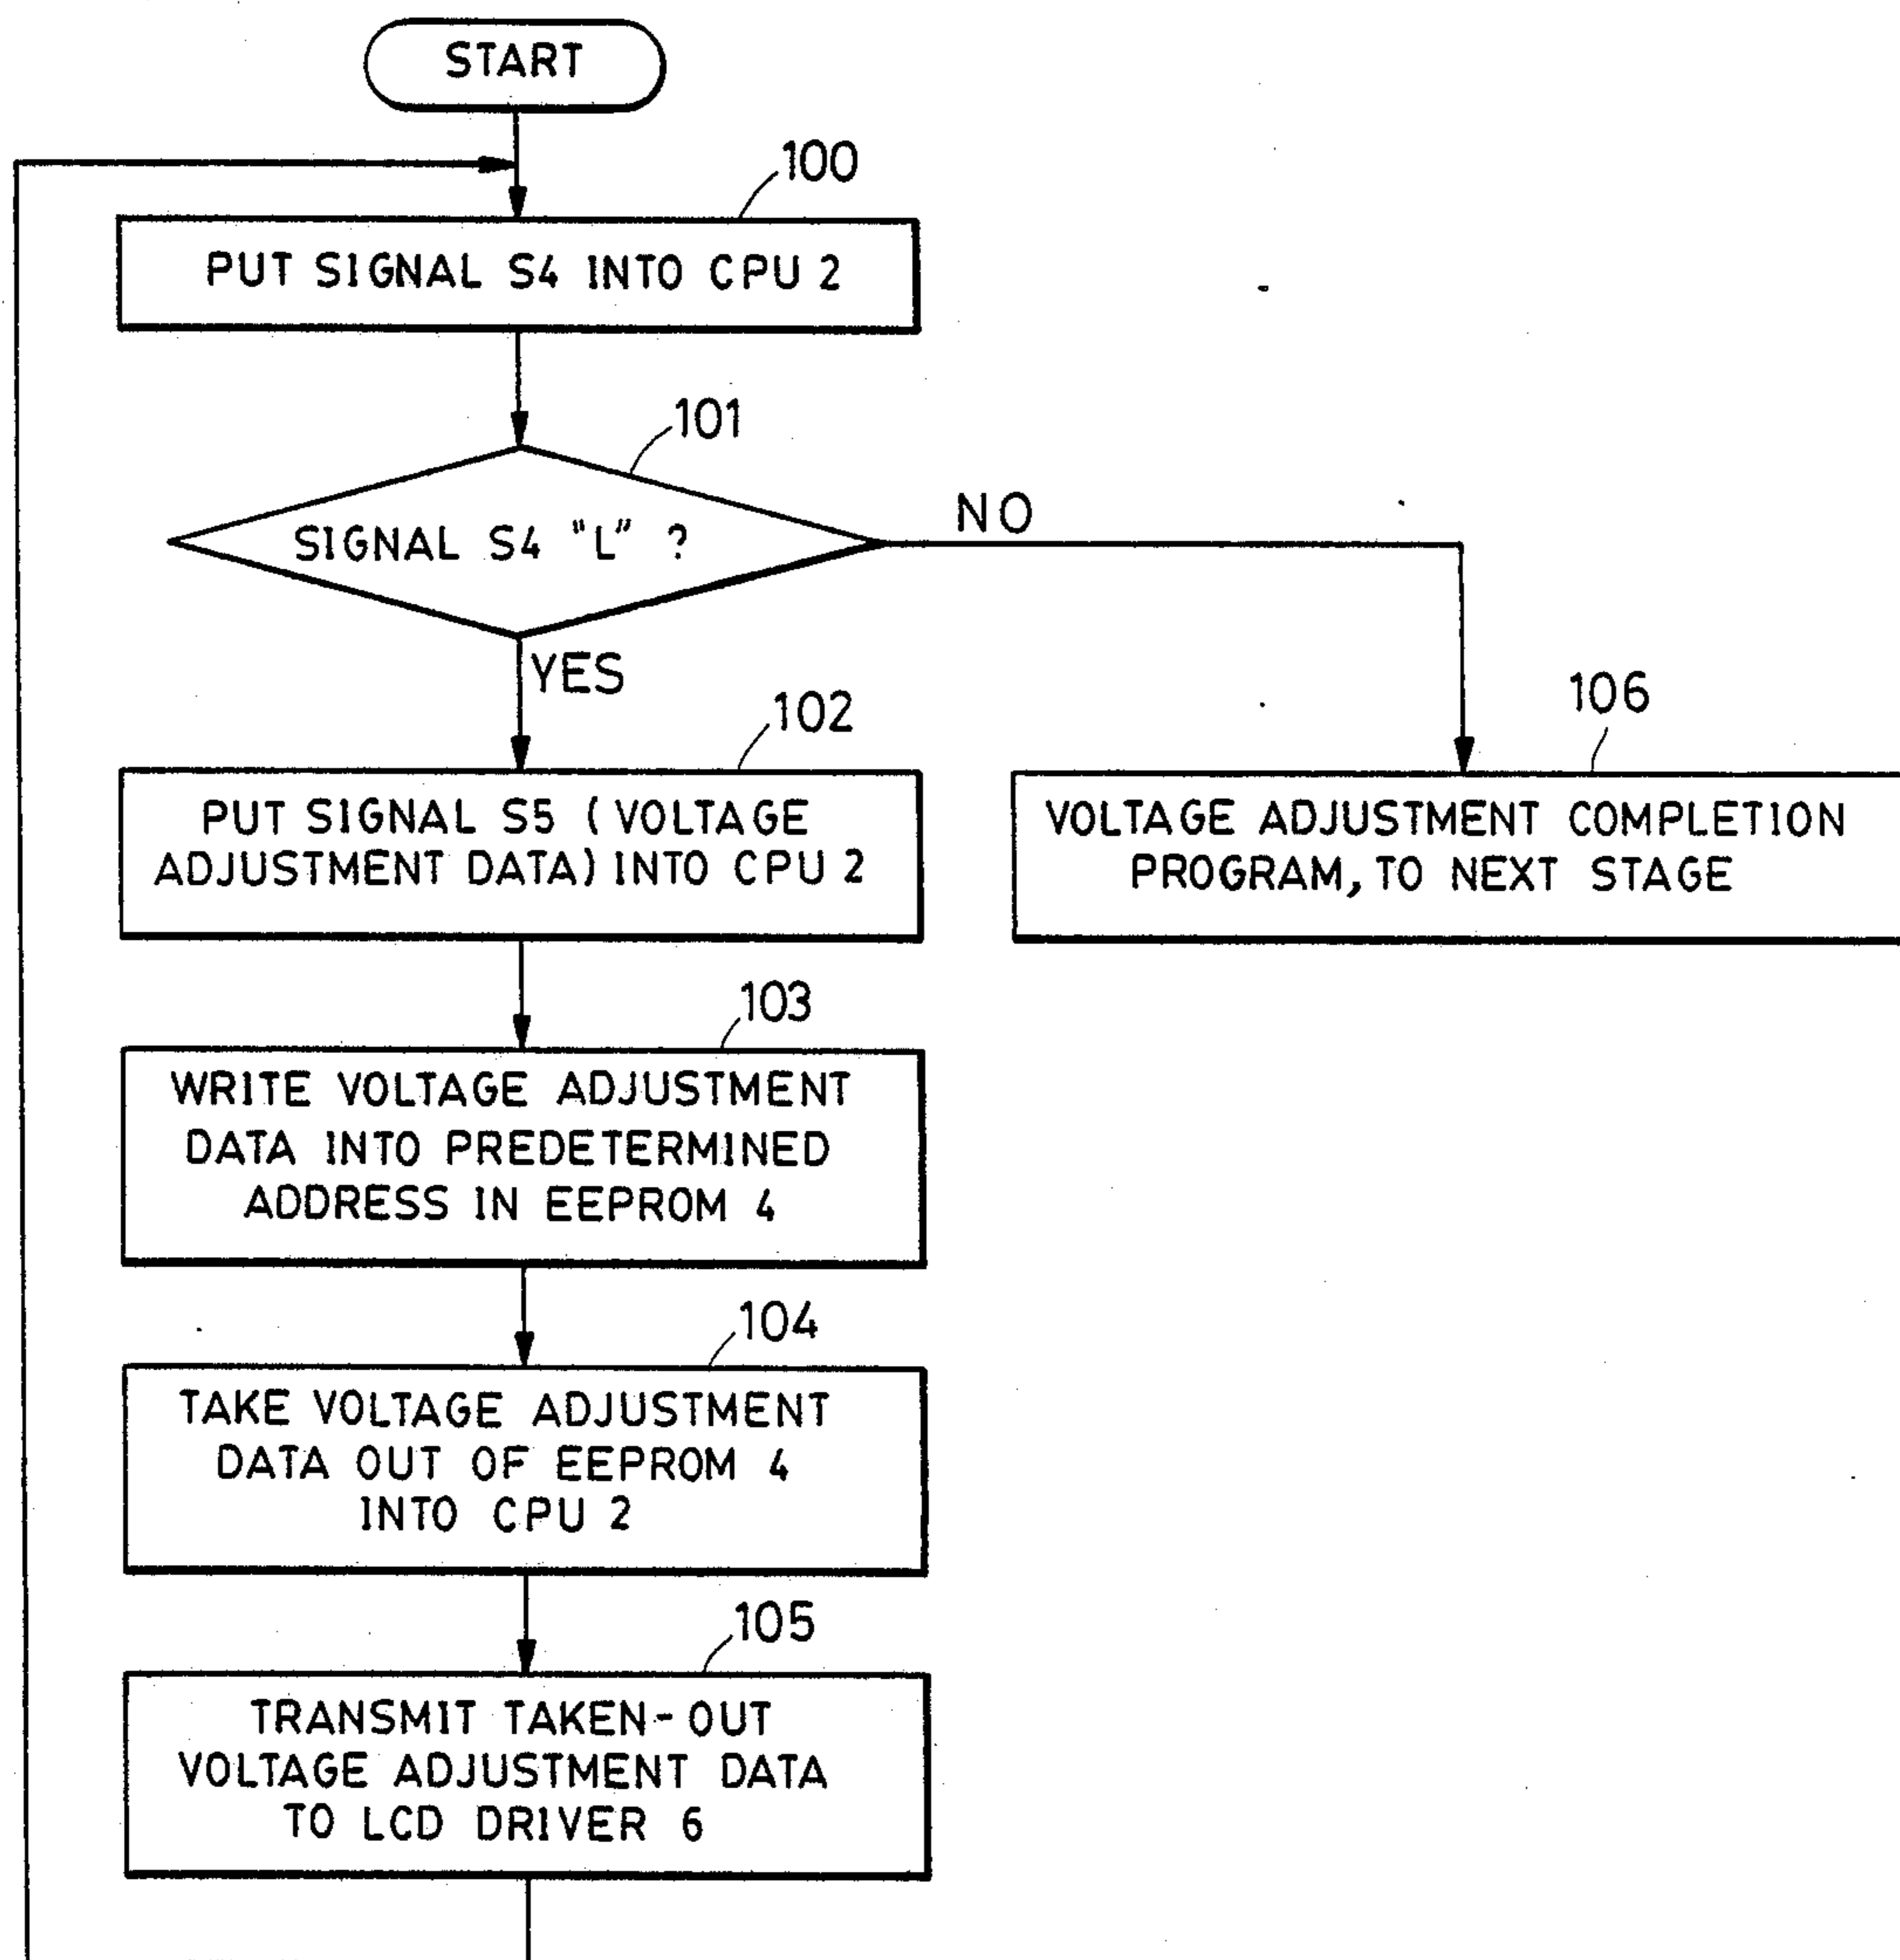 START
100
PUT SIGNAL S4 INTO CPU 2
101
SIGNAL S4 "L" ?
NO
YES
102
PUT SIGNAL S5 (VOLTAGE
ADJUSTMENT DATA) INTO CPU 2
106
VOLTAGE ADJUSTMENT COMPLETION
PROGRAM, TO NEXT STAGE
103
WRITE VOLTAGE ADJUSTMENT
DATA INTO PREDETERMINED
ADDRESS IN EEPROM 4
104
TAKE VOLTAGE ADJUSTMENT
DATA OUT OF EEPROM 4
INTO CPU 2
105
TRANSMIT TAKEN-OUT
VOLTAGE ADJUSTMENT DATA
TO LCD DRIVER 6